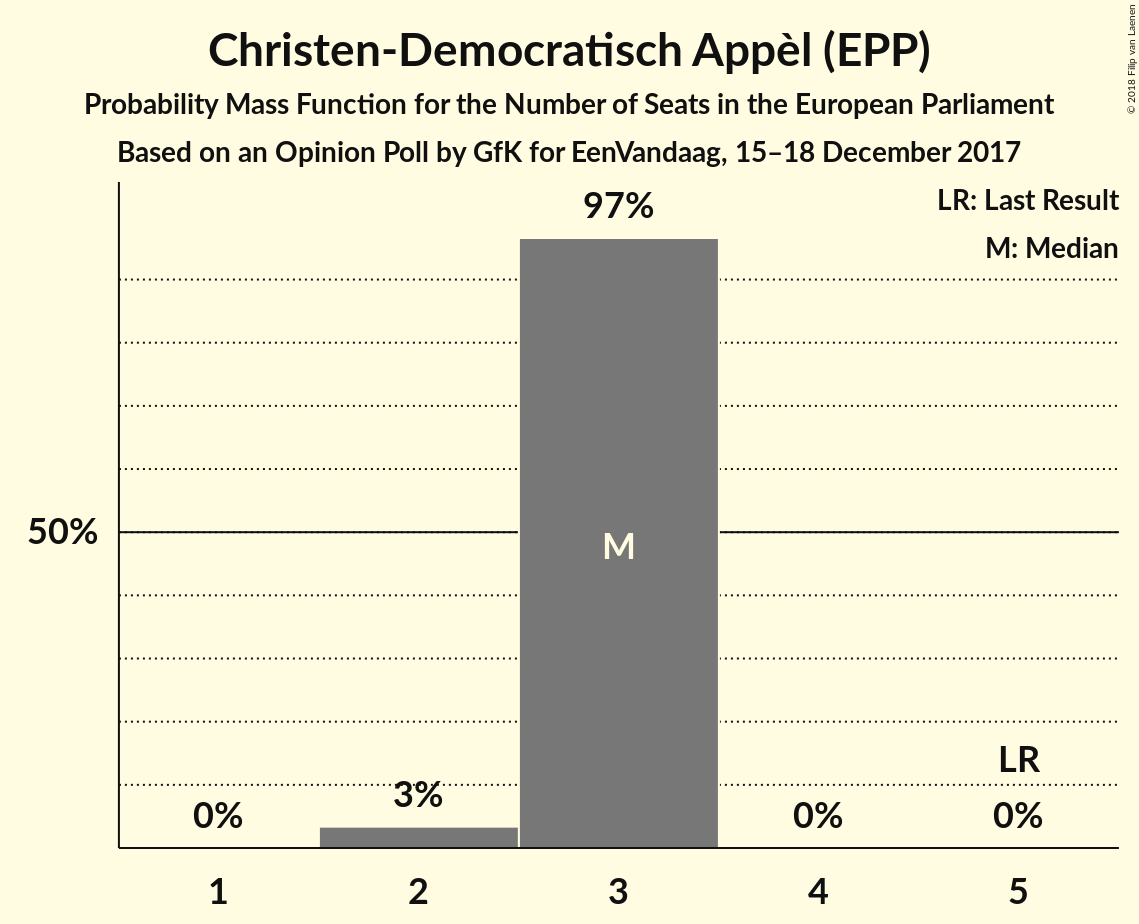 Christen-Democratisch Appèl (EPP)
Probability Mass Function for the Number of Seats in the European Parliament
Based on an Opinion Poll by GfK for EenVandaag, 15–18 December 2017
© 2018 Filip van Laenen
LR: Last Result
M: Median
97%
50%
M
LR
0%
3%
0%
0%
1
2
3
4
5